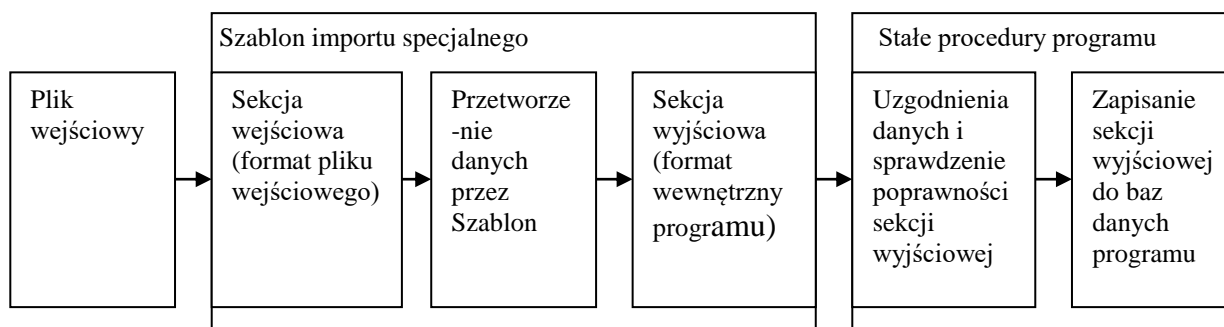 Szablon importu specjalnego
Stałe procedury programu
Plik
wejściowy
Sekcja
wejściowa
(format pliku
wejściowego)
Przetworze
-nie
danych
przez
Szablon
Sekcja
wyjściowa
(format
wewnętrzny
programu)
Uzgodnienia
danych i
sprawdzenie
poprawności
sekcji
wyjściowej
Zapisanie
sekcji
wyjściowej
do baz
danych
programu